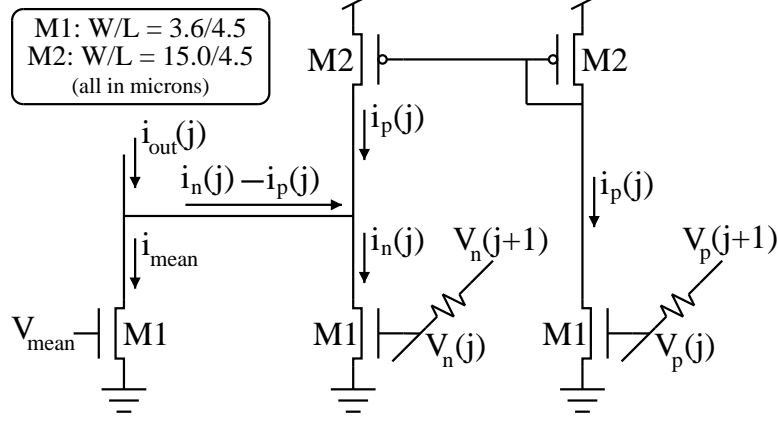 M1: W/L = 3.6/4.5
M2: W/L = 15.0/4.5
(all in microns)
M2
M2
i_out(j)
i_p(j)
i_n(j) – i_p(j)
i_p(j)
i_mean
i_n(j)
V_n(j+1)
V_p(j+1)
V_mean
M1
M1
V_n(j)
M1
V_p(j)